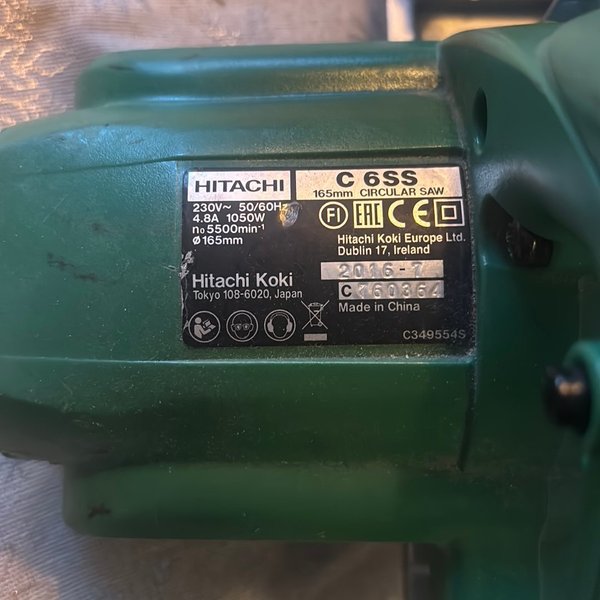 HITACHI
C 6SS
165mm CIRCULAR SAW
230V~ 50/60Hz
4.8A 1050W
n₀ 5500min⁻¹
ø165mm
FI EAC CE
Hitachi Koki Europe Ltd.
Dublin 17, Ireland
2016-7
C 760364
Made in China
Hitachi Koki
Tokyo 108-6020, Japan
C349554S